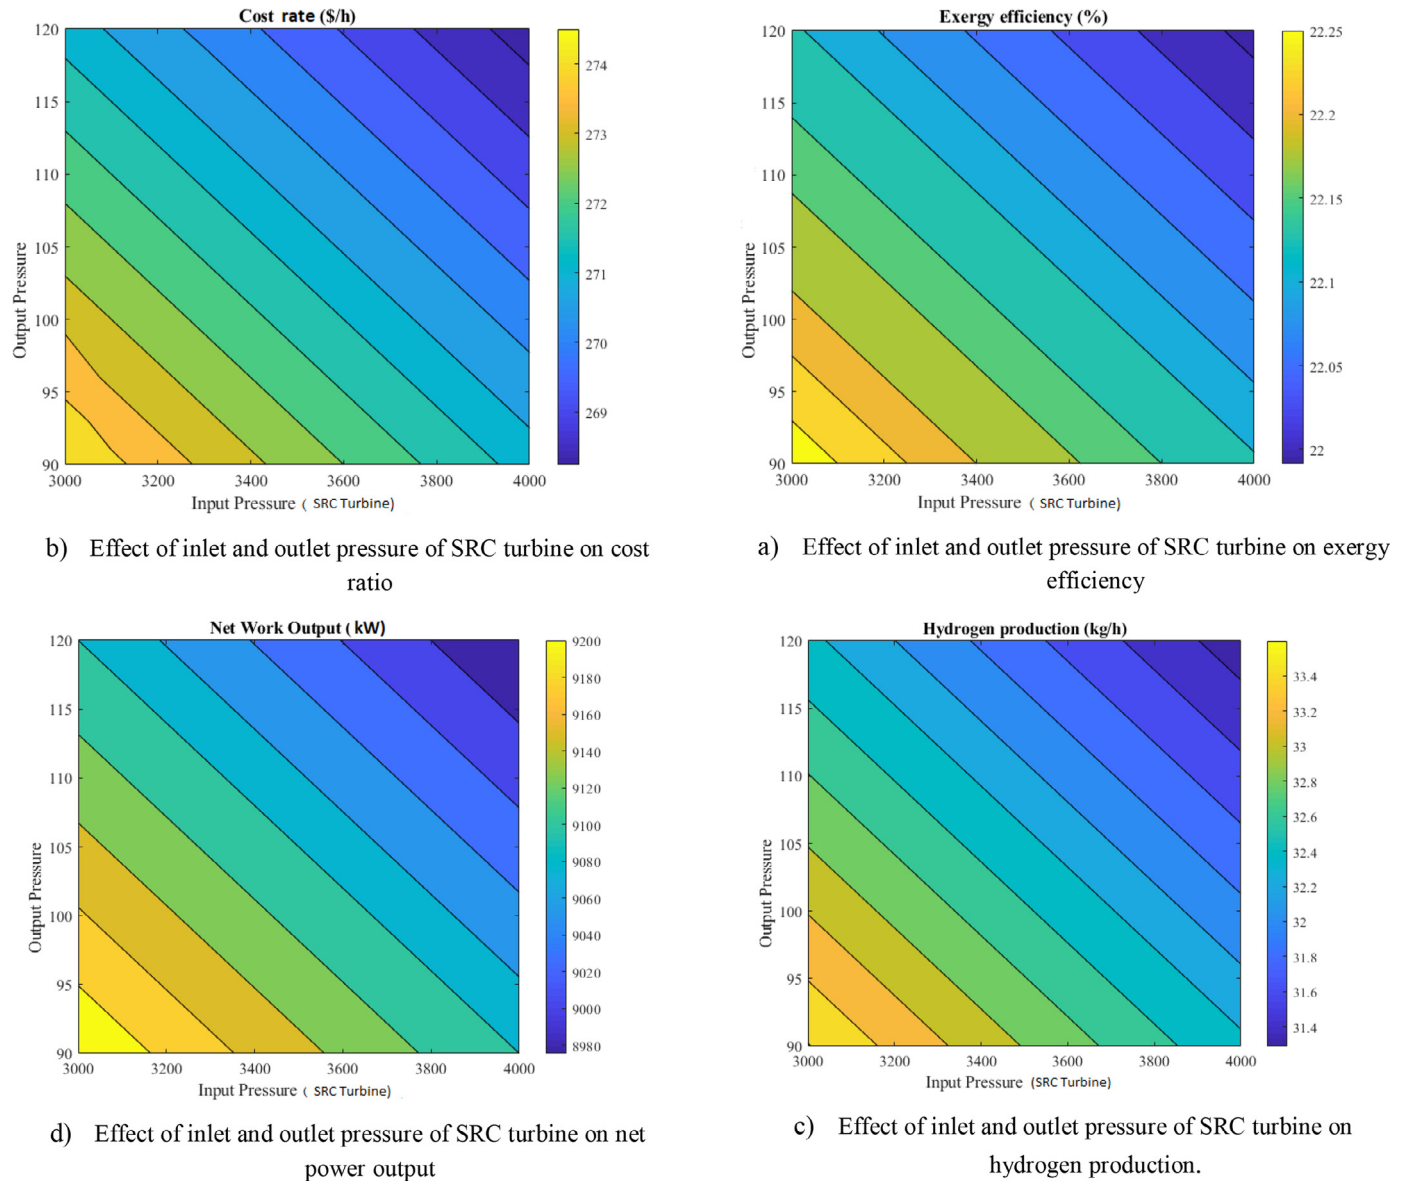 Cost rate ($/h)
120
115
110
105
100
95
90
Output Pressure
3000 3200 3400 3600 3800 4000
Input Pressure ( SRC Turbine)
274
273
272
271
270
269
b) Effect of inlet and outlet pressure of SRC turbine on cost
ratio
Exergy efficiency (%)
120
115
110
105
100
95
90
Output Pressure
3000 3200 3400 3600 3800 4000
Input Pressure ( SRC Turbine)
22.25
22.2
22.15
22.1
22.05
22
a) Effect of inlet and outlet pressure of SRC turbine on exergy
efficiency
Net Work Output ( kW)
120
115
110
105
100
95
90
Output Pressure
3000 3200 3400 3600 3800 4000
Input Pressure ( SRC Turbine)
9200
9180
9160
9140
9120
9100
9080
9060
9040
9020
9000
8980
d) Effect of inlet and outlet pressure of SRC turbine on net
power output
Hydrogen production (kg/h)
120
115
110
105
100
95
90
Output Pressure
3000 3200 3400 3600 3800 4000
Input Pressure (SRC Turbine)
33.4
33.2
33
32.8
32.6
32.4
32.2
32
31.8
31.6
31.4
c) Effect of inlet and outlet pressure of SRC turbine on
hydrogen production.